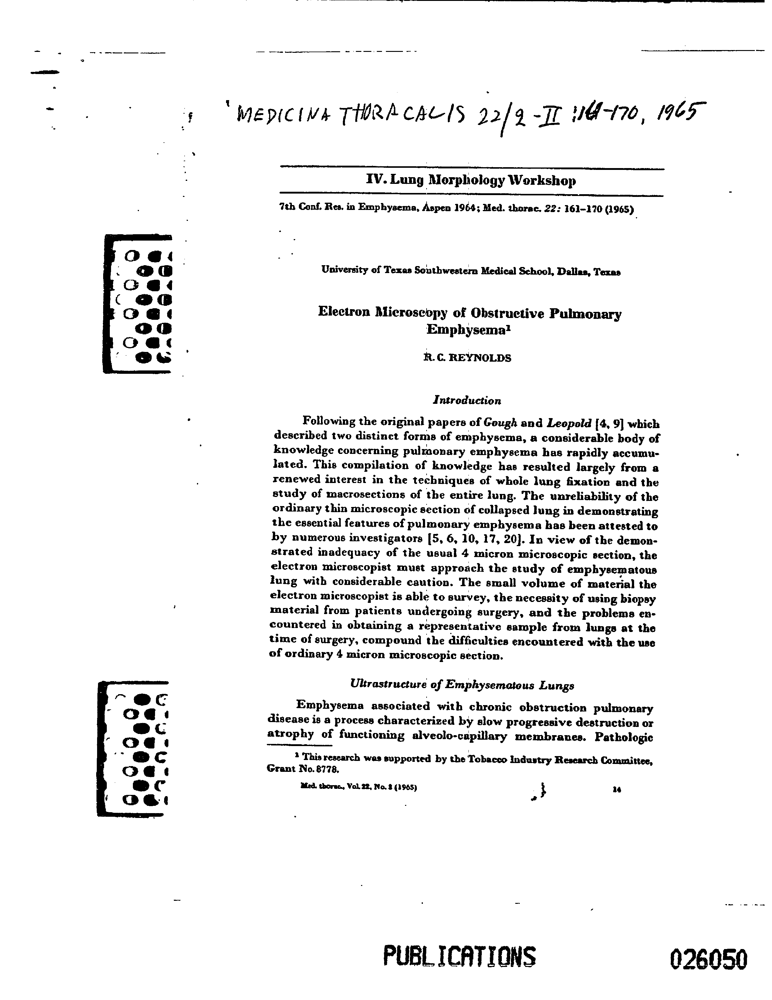 MEDICINA THORACALIS 22/2-II :161-170, 1965
IV. Lung Morphology Workshop
7th Conf. Res. in Emphysema, Aspen 1964; Med. thorac. 22: 161–170 (1965)
University of Texas Southwestern Medical School, Dallas, Texas
Electron Microscopy of Obstructive Pulmonary
Emphysema¹
R. C. REYNOLDS
Introduction
Following the original papers of Gough and Leopold [4, 9] which
described two distinct forms of emphysema, a considerable body of
knowledge concerning pulmonary emphysema has rapidly accumu-
lated. This compilation of knowledge has resulted largely from a
renewed interest in the techniques of whole lung fixation and the
study of macrosections of the entire lung. The unreliability of the
ordinary thin microscopic section of collapsed lung in demonstrating
the essential features of pulmonary emphysema has been attested to
by numerous investigators [5, 6, 10, 17, 20]. In view of the demon-
strated inadequacy of the usual 4 micron microscopic section, the
electron microscopist must approach the study of emphysematous
lung with considerable caution. The small volume of material the
electron microscopist is able to survey, the necessity of using biopsy
material from patients undergoing surgery, and the problems en-
countered in obtaining a representative sample from lungs at the
time of surgery, compound the difficulties encountered with the use
of ordinary 4 micron microscopic section.
Ultrastructure of Emphysematous Lungs
Emphysema associated with chronic obstruction pulmonary
disease is a process characterized by slow progressive destruction or
atrophy of functioning alveolo-capillary membranes. Pathologic
¹ This research was supported by the Tobacco Industry Research Committee,
Grant No. 8778.
Med. thorac., Vol. 22, No. 2 (1965) 14
PUBLICATIONS 026050